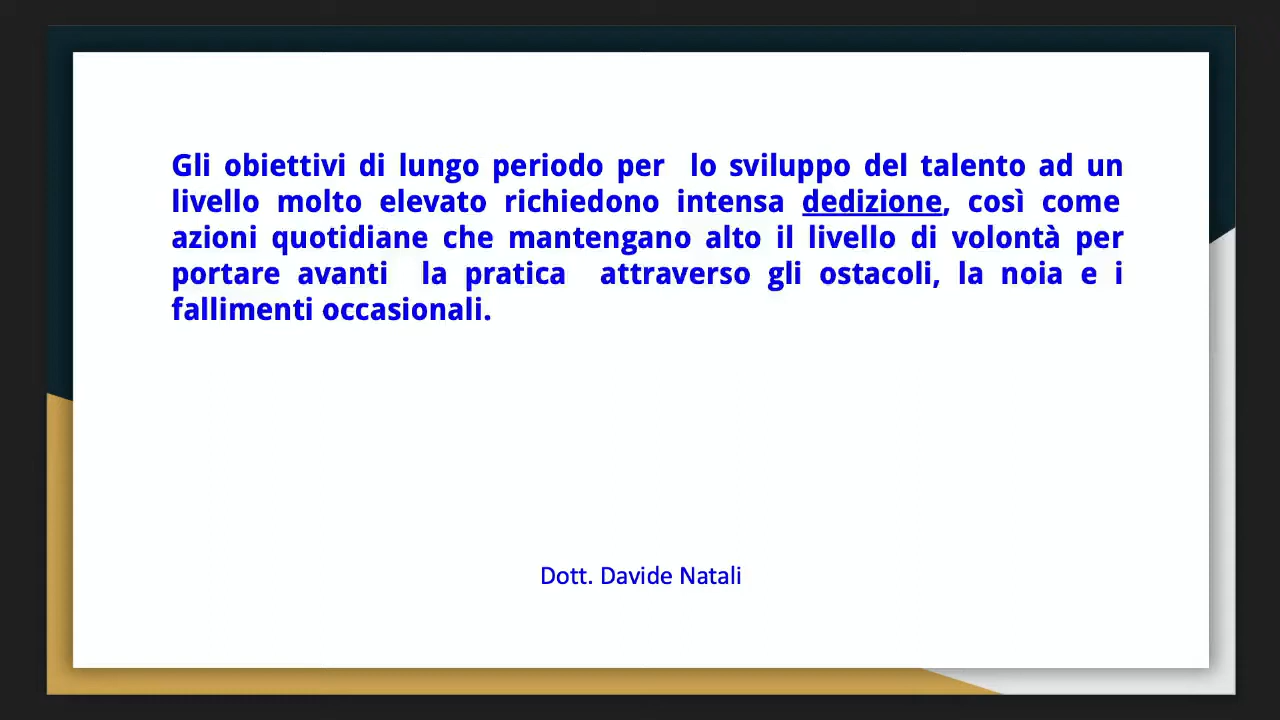 Gli obiettivi di lungo periodo per lo sviluppo del talento ad un
livello molto elevato richiedono intensa dedizione, così come
azioni quotidiane che mantengano alto il livello di volontà per
portare avanti la pratica attraverso gli ostacoli, la noia e i
fallimenti occasionali.
Dott. Davide Natali